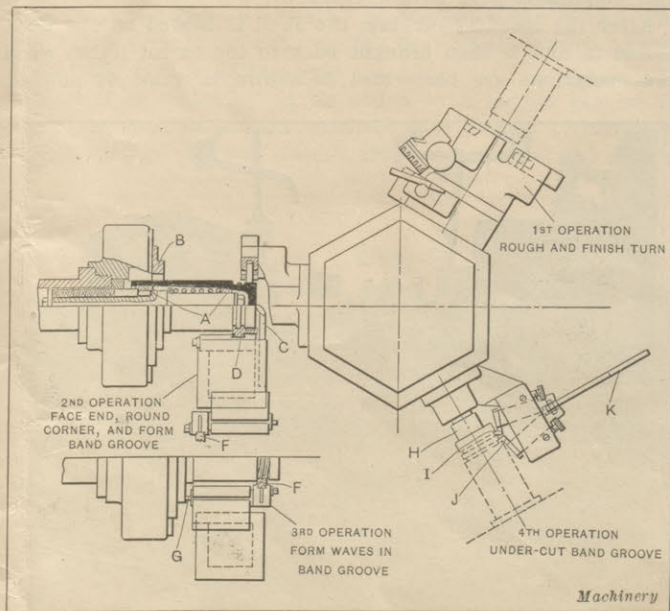 1ST OPERATION
ROUGH AND FINISH TURN
B
A
C
D
2ND OPERATION
FACE END, ROUND
CORNER, AND FORM
BAND GROOVE
F
K
H
I
J
F
G
3RD OPERATION
FORM WAVES IN
BAND GROOVE
4TH OPERATION
UNDER-CUT BAND GROOVE
Machinery